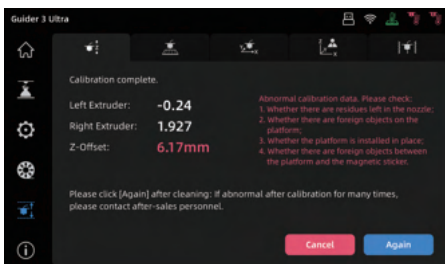 Guider 3 Ultra
Calibration complete.
Left Extruder: -0.24
Right Extruder: 1.927
Z-Offset: 6.17mm
Abnormal calibration data. Please check:
1. Whether there are residues left in the nozzle;
2. Whether there are foreign objects on the
platform;
3. Whether the platform is installed in place;
4. Whether there are foreign objects between
the platform and the magnetic sticker.
Please click [Again] after cleaning: If abnormal after calibration for many times,
please contact after-sales personnel.
Cancel
Again